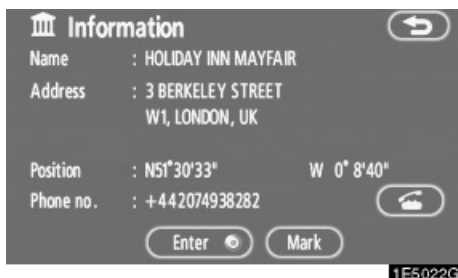 Information
Name : HOLIDAY INN MAYFAIR
Address : 3 BERKELEY STREET
W1, LONDON, UK
Position : N51°30'33" W 0° 8'40"
Phone no. : +442074938282
Enter Mark
1E5022G